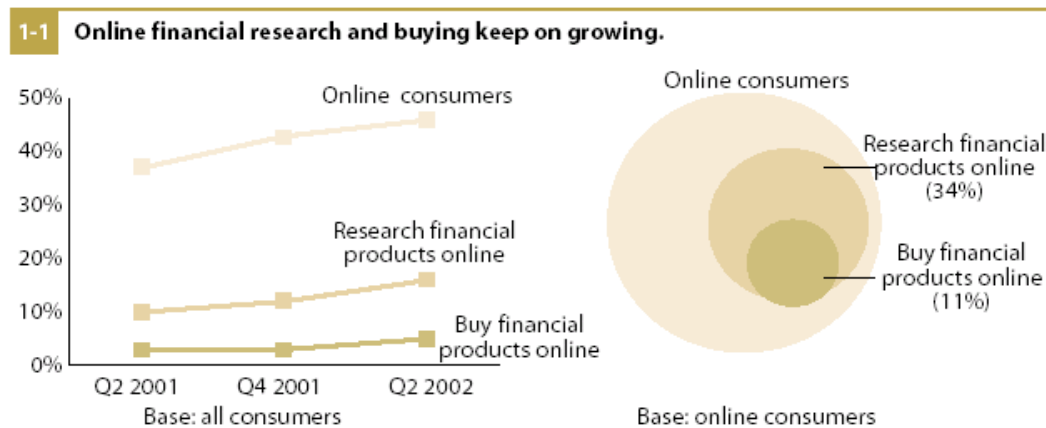 1-1 Online financial research and buying keep on growing.
50%
40%
30%
20%
10%
0%
Online consumers
Research financial
products online
Buy financial
products online
Q2 2001 Q4 2001 Q2 2002
Base: all consumers
Online consumers
Research financial
products online
(34%)
Buy financial
products online
(11%)
Base: online consumers